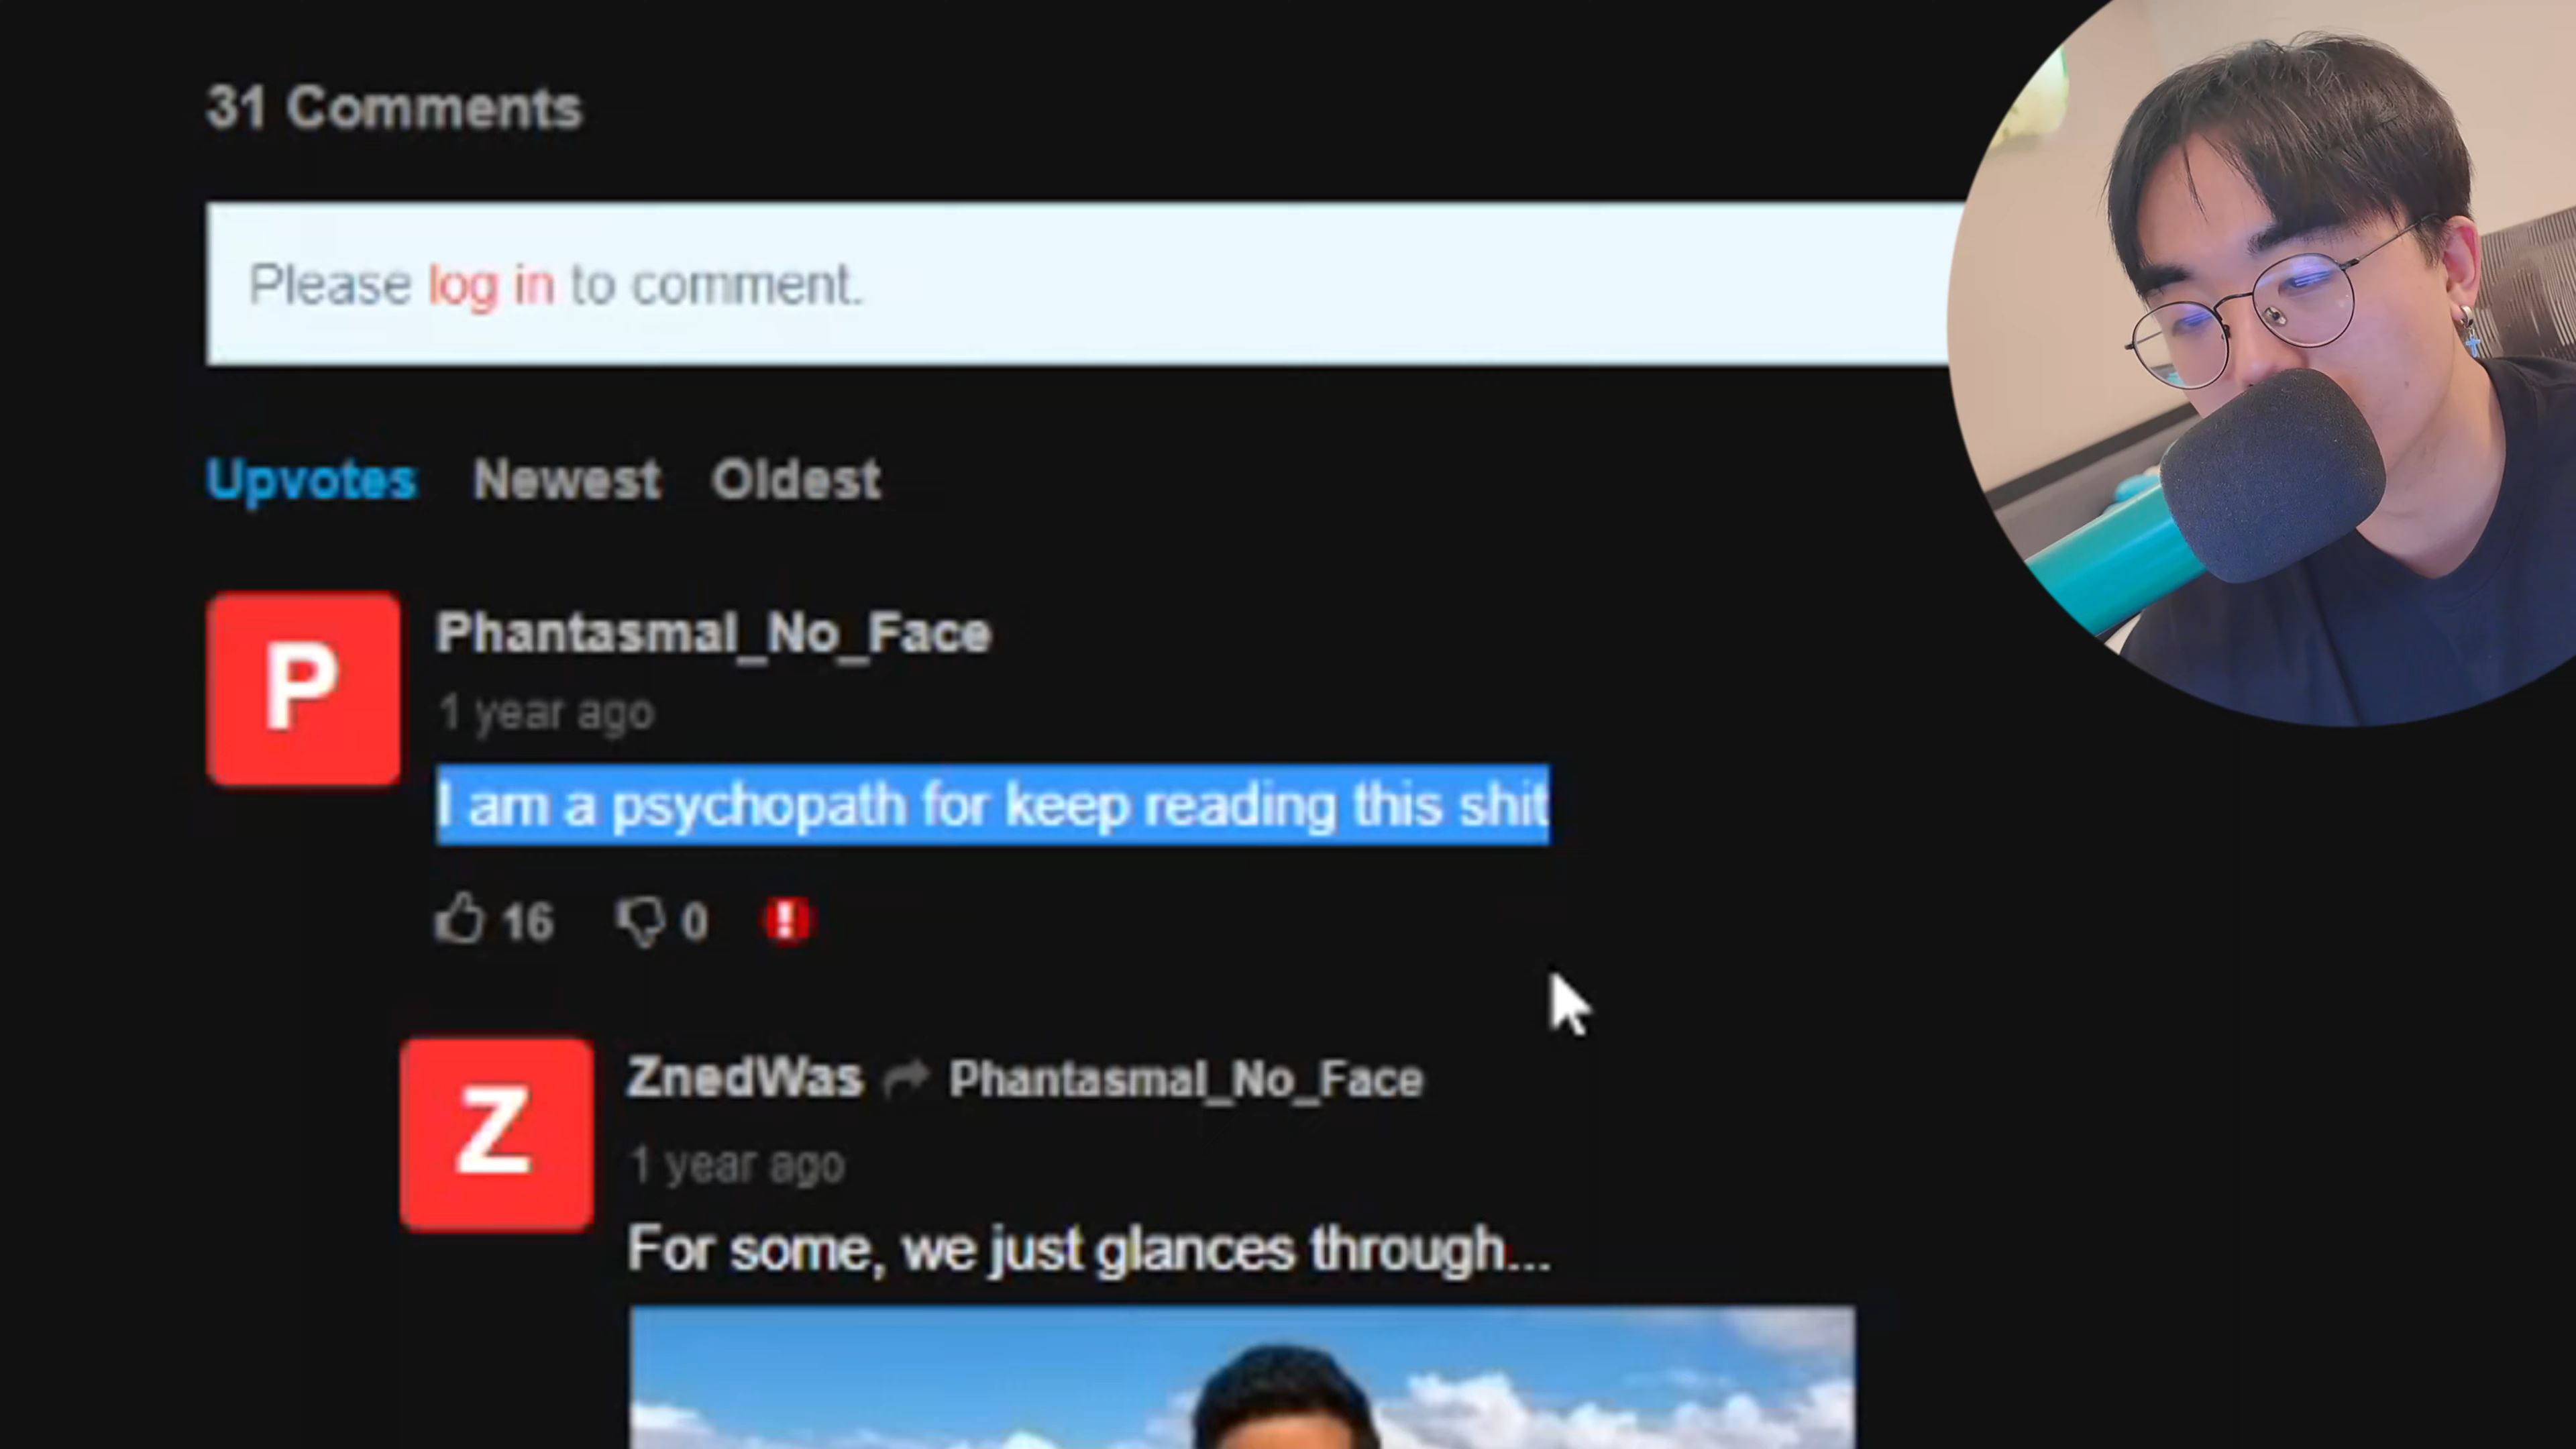 31 Comments
Please log in to comment.
Upvotes Newest Oldest
P
Phantasmal_No_Face
1 year ago
I am a psychopath for keep reading this shit
16 0 !
Z
ZnedWas Phantasmal_No_Face
1 year ago
For some, we just glances through...